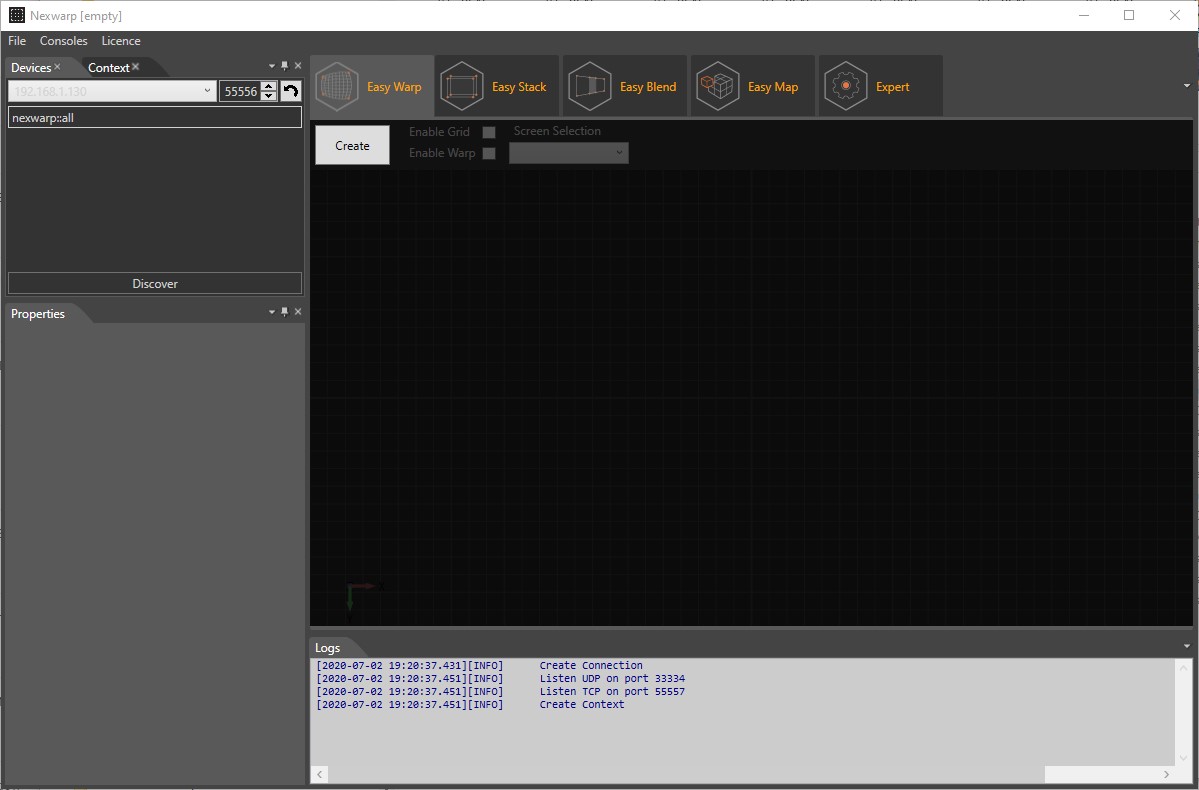 Nexwarp [empty]
File Consoles Licence
Devices Context
192.168.1.130 55556
nexwarp::all
Discover
Properties
Easy Warp Easy Stack Easy Blend Easy Map Expert
Create
Enable Grid Screen Selection
Enable Warp
X
Logs
[2020-07-02 19:20:37.431][INFO] Create Connection
[2020-07-02 19:20:37.451][INFO] Listen UDP on port 33334
[2020-07-02 19:20:37.451][INFO] Listen TCP on port 55557
[2020-07-02 19:20:37.451][INFO] Create Context